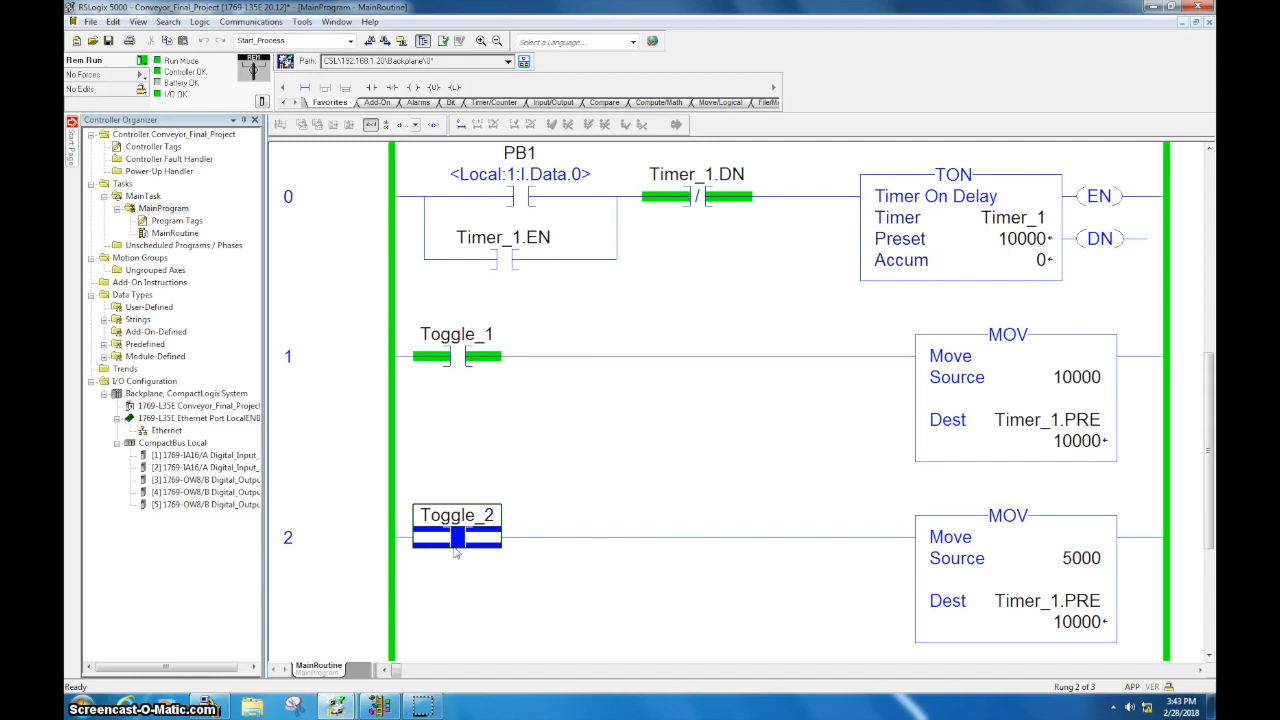 RSLogix 5000 - Conveyor_Final_Project [1769-L35E 20.12]* - [MainProgram - MainRoutine]
File Edit View Search Logic Communications Tools Window Help
Start_Process
Select a Language...
Rem Run
No Forces
No Edits
Run Mode
Controller OK
Battery OK
I/O OK
REM
Path: CSL\192.168.1.20\Backplane\0*
Favorites Add-On Alarms Bit Timer/Counter Input/Output Compare Compute/Math Move/Logical File/Mi
Start Page
Controller Organizer
Controller Conveyor_Final_Project
Controller Tags
Controller Fault Handler
Power-Up Handler
Tasks
MainTask
MainProgram
Program Tags
MainRoutine
Unscheduled Programs / Phases
Motion Groups
Ungrouped Axes
Add-On Instructions
Data Types
User-Defined
Strings
Add-On-Defined
Predefined
Module-Defined
Trends
I/O Configuration
Backplane, CompactLogix System
1769-L35E Conveyor_Final_Project
1769-L35E Ethernet Port LocalENB
Ethernet
CompactBus Local
[1] 1769-IA16/A Digital_Input_
[2] 1769-IA16/A Digital_Input_
[3] 1769-OW8/B Digital_Outpu
[4] 1769-OW8/B Digital_Outpu
[5] 1769-OW8/B Digital_Outpu
0
PB1
<Local:1:I.Data.0>
Timer_1.DN
Timer_1.EN
TON
Timer On Delay
Timer Timer_1
Preset 10000
Accum 0
EN
DN
1
Toggle_1
MOV
Move
Source 10000
Dest Timer_1.PRE
10000
2
Toggle_2
MOV
Move
Source 5000
Dest Timer_1.PRE
10000
MainRoutine
MainProgram
Ready
Rung 2 of 3
APP VER
Screencast-O-Matic.com
3:43 PM
2/28/2018